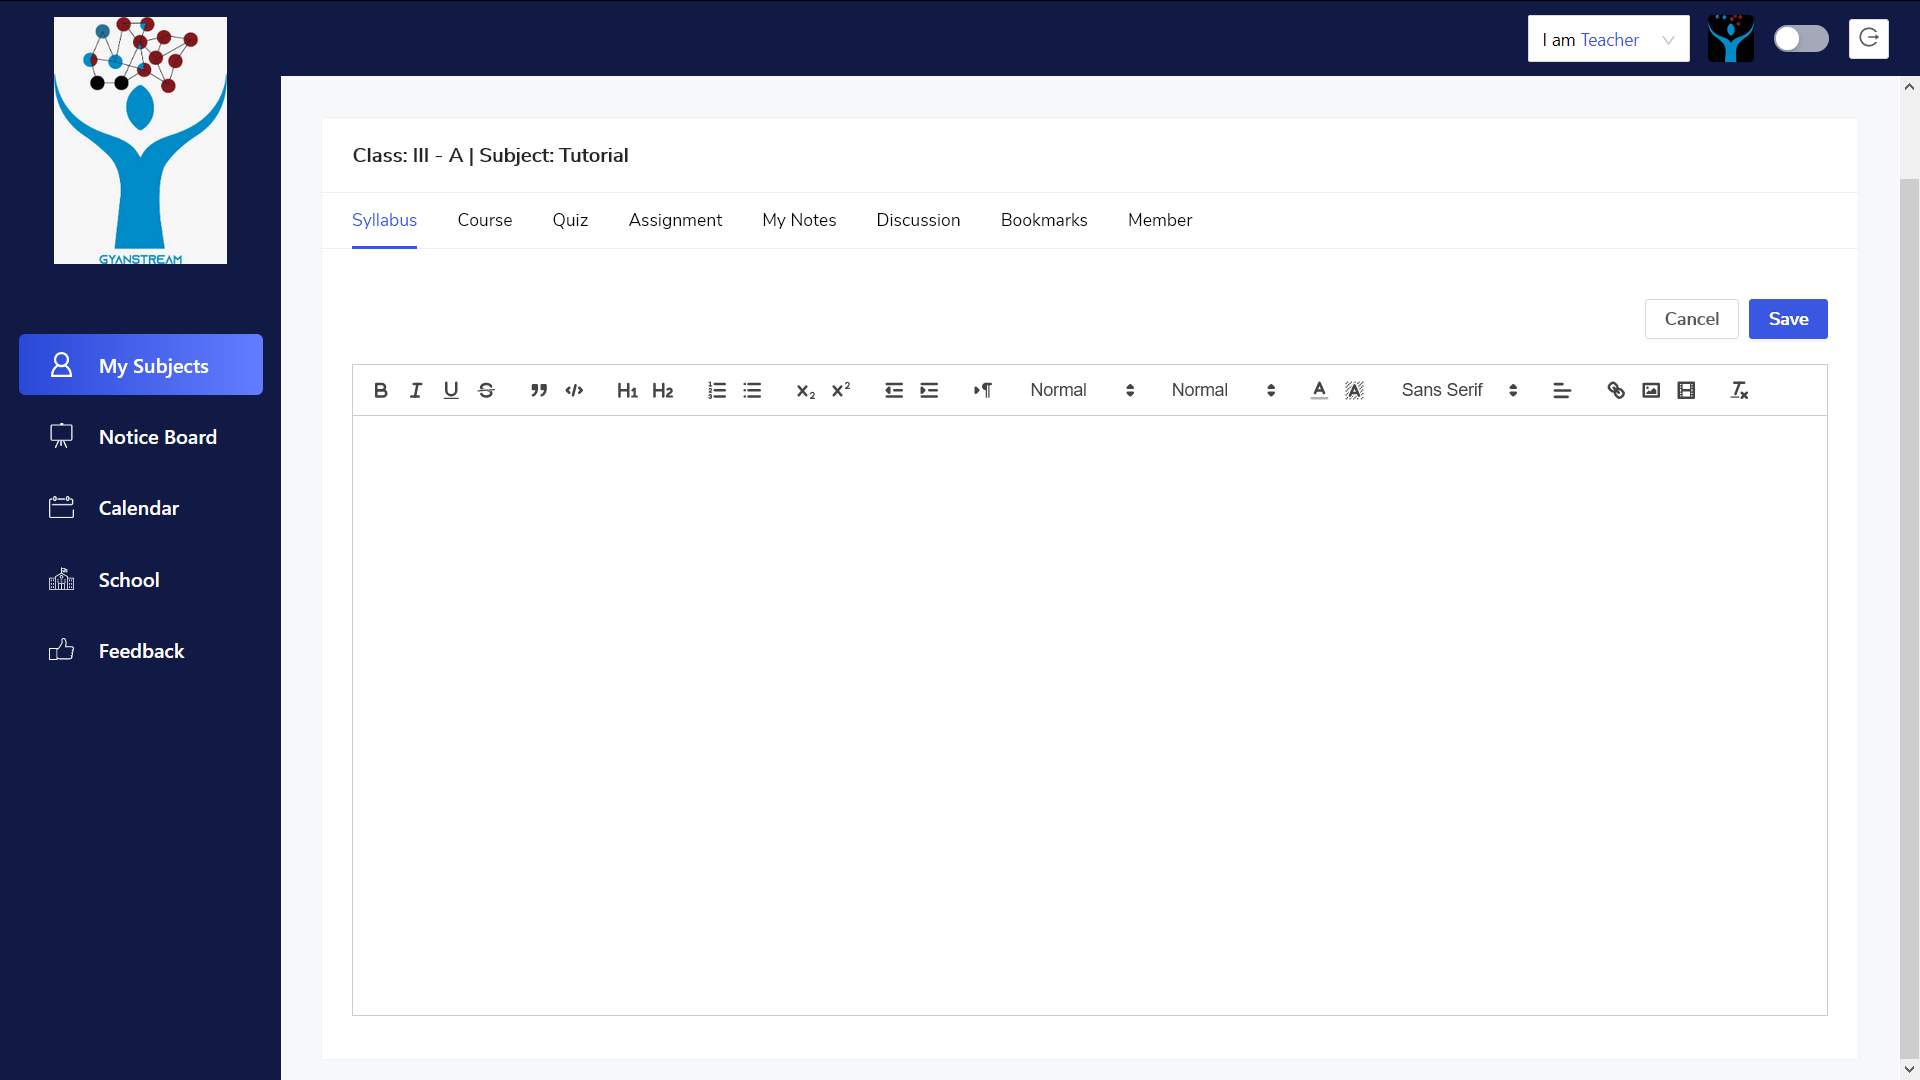 GYANSTREAM
I am Teacher
My Subjects
Notice Board
Calendar
School
Feedback
Class: III - A | Subject: Tutorial
Syllabus Course Quiz Assignment My Notes Discussion Bookmarks Member
Cancel Save
Normal Normal Sans Serif